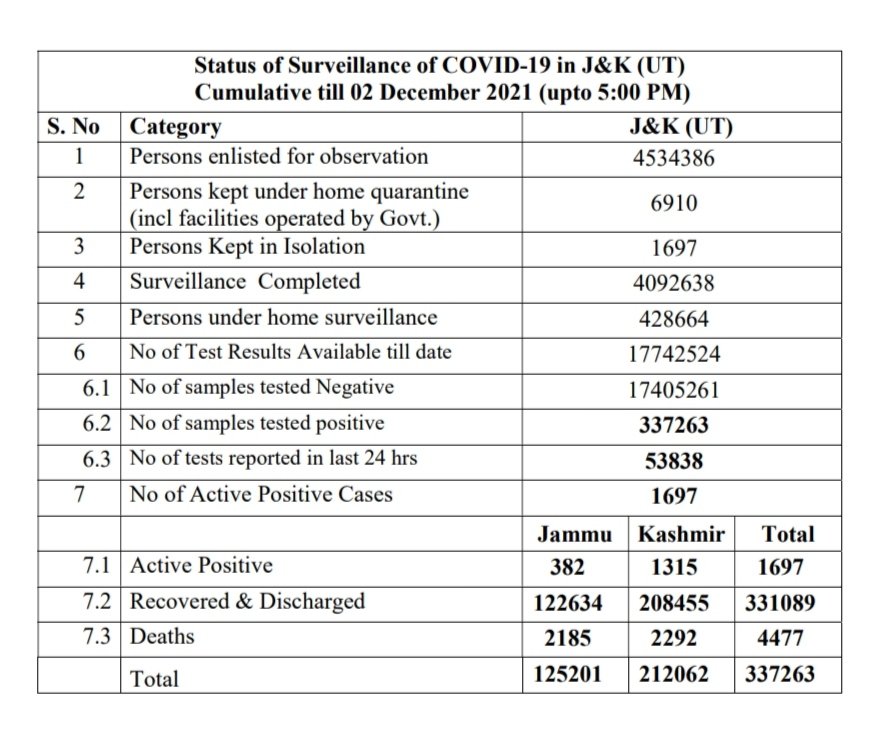 Status of Surveillance of COVID-19 in J&K (UT)
Cumulative till 02 December 2021 (upto 5:00 PM)
S. No Category J&K (UT)
1 Persons enlisted for observation 4534386
2 Persons kept under home quarantine
(incl facilities operated by Govt.) 6910
3 Persons Kept in Isolation 1697
4 Surveillance Completed 4092638
5 Persons under home surveillance 428664
6 No of Test Results Available till date 17742524
6.1 No of samples tested Negative 17405261
6.2 No of samples tested positive 337263
6.3 No of tests reported in last 24 hrs 53838
7 No of Active Positive Cases 1697
Jammu Kashmir Total
7.1 Active Positive 382 1315 1697
7.2 Recovered & Discharged 122634 208455 331089
7.3 Deaths 2185 2292 4477
Total 125201 212062 337263